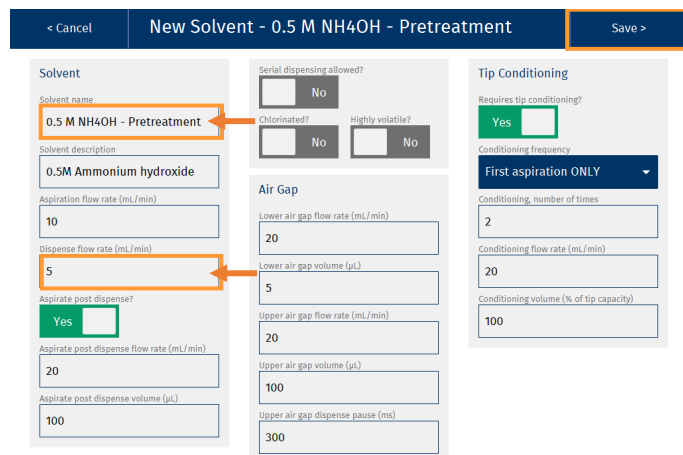 < Cancel
New Solvent - 0.5 M NH4OH - Pretreatment
Save >
Solvent
Solvent name
0.5 M NH4OH - Pretreatment
Solvent description
0.5M Ammonium hydroxide
Aspiration flow rate (mL/min)
10
Dispense flow rate (mL/min)
5
Aspirate post dispense?
Yes
Aspirate post dispense flow rate (mL/min)
20
Aspirate post dispense volume (µL)
100
Serial dispensing allowed?
No
Chlorinated?
No
Highly volatile?
No
Air Gap
Lower air gap flow rate (mL/min)
20
Lower air gap volume (µL)
5
Upper air gap flow rate (mL/min)
20
Upper air gap volume (µL)
100
Upper air gap dispense pause (ms)
300
Tip Conditioning
Requires tip conditioning?
Yes
Conditioning frequency
First aspiration ONLY
Conditioning, number of times
2
Conditioning flow rate (mL/min)
20
Conditioning volume (% of tip capacity)
100